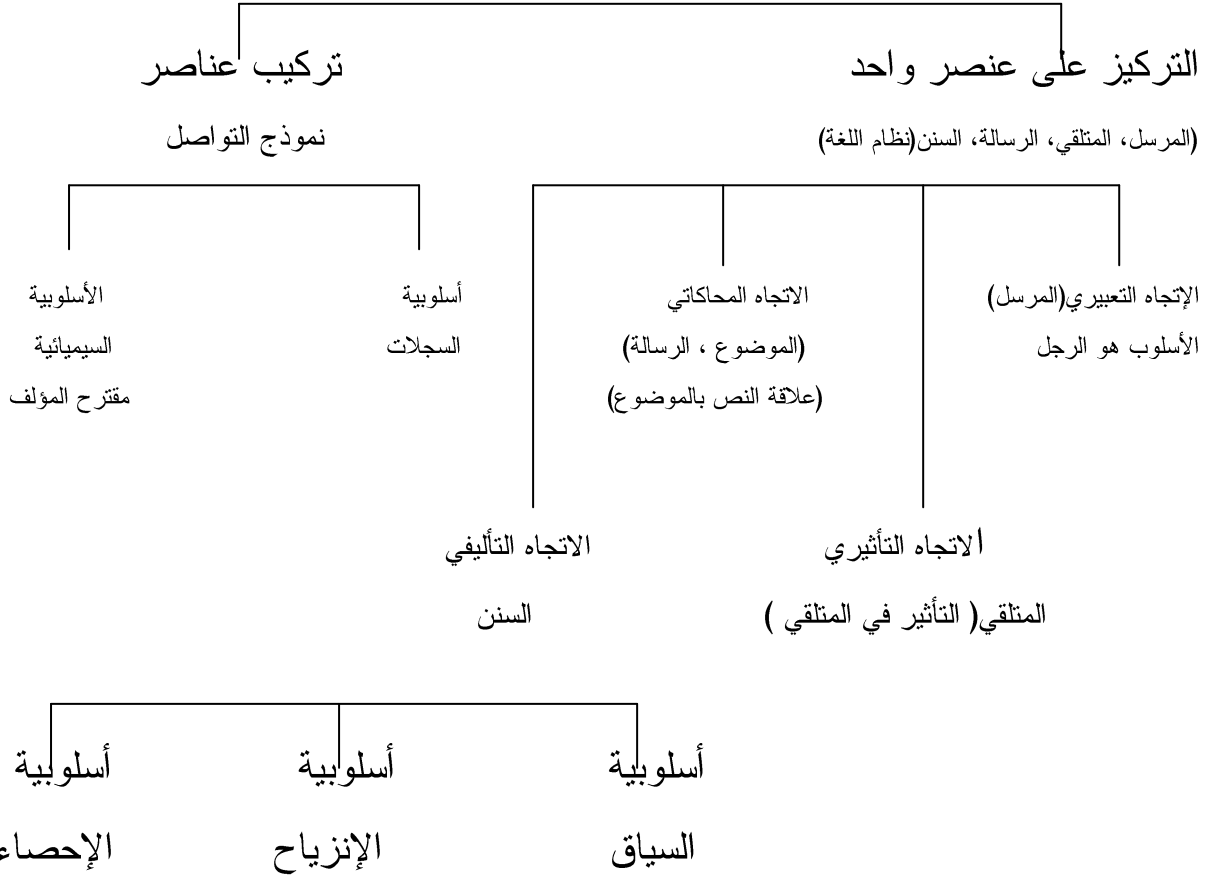 التركيز على عنصر واحد
(المرسل، المتلقي، الرسالة، السنن(نظام اللغة)
تركيب عناصر
نموذج التواصل
الإتجاه التعبيري(المرسل)
الأسلوب هو الرجل
الاتجاه المحاكاتي
(الموضوع ، الرسالة)
(علاقة النص بالموضوع)
أسلوبية
السجلات
الأسلوبية
السيميائية
مقترح المؤلف
الاتجاه التأثيري
المتلقي( التأثير في المتلقي )
الاتجاه التأليفي
السنن
أسلوبية
السياق
أسلوبية
الإنزياح
أسلوبية
الإحصاء